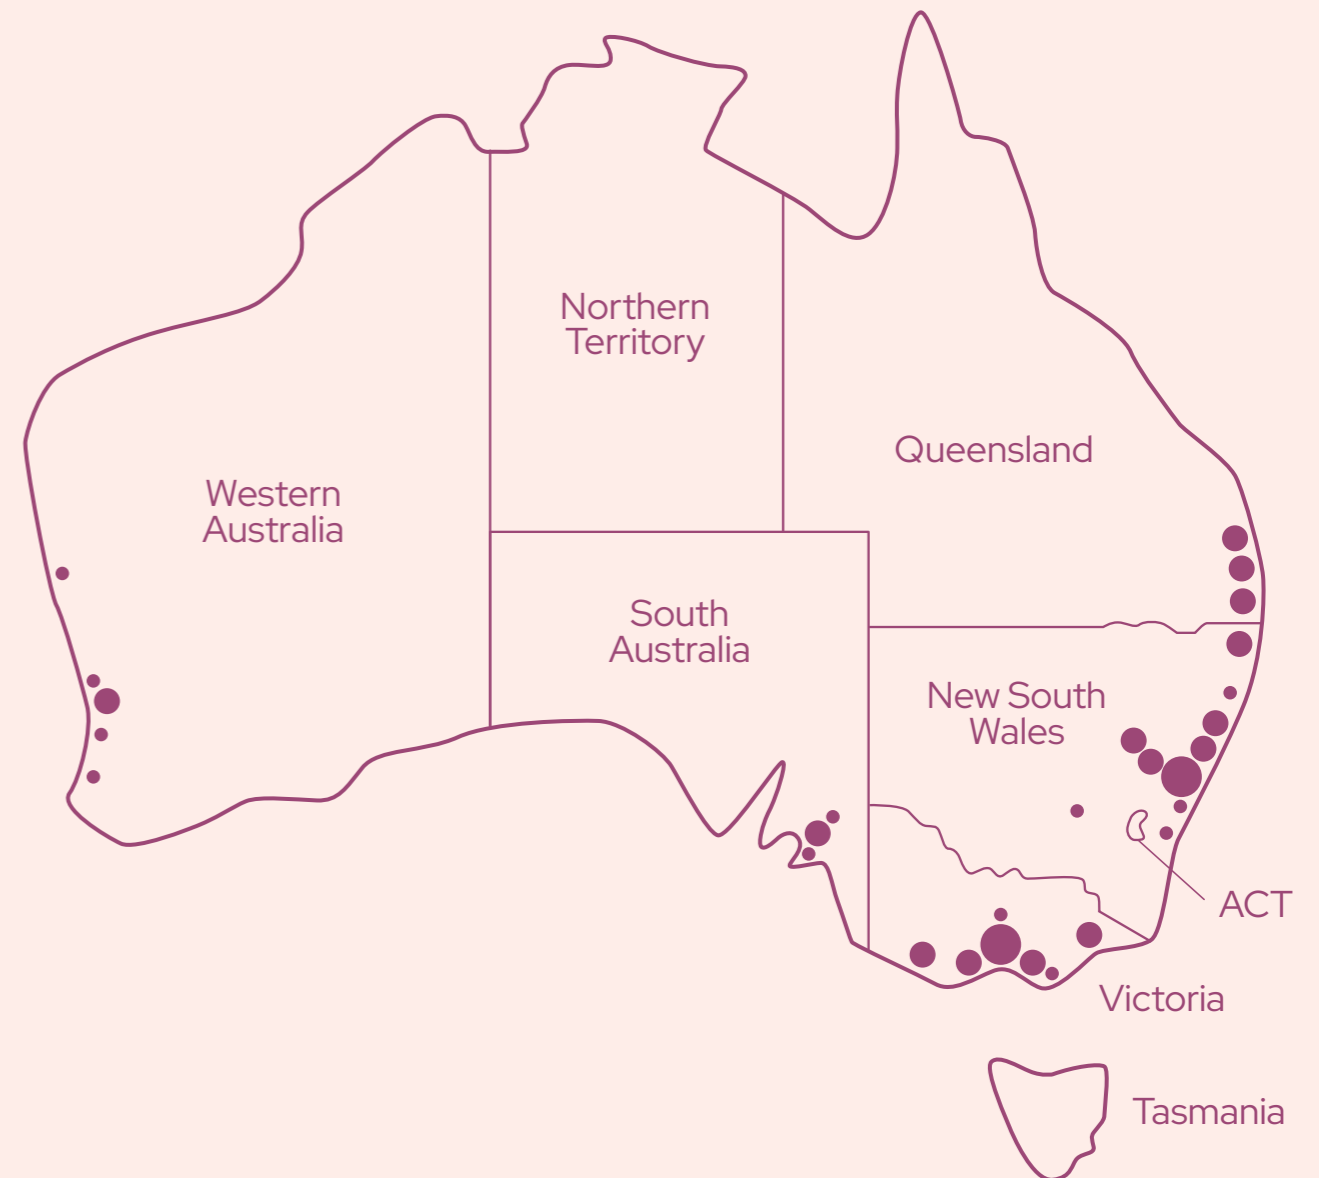 Northern
Territory
Queensland
Western
Australia
South
Australia
New South
Wales
ACT
Victoria
Tasmania